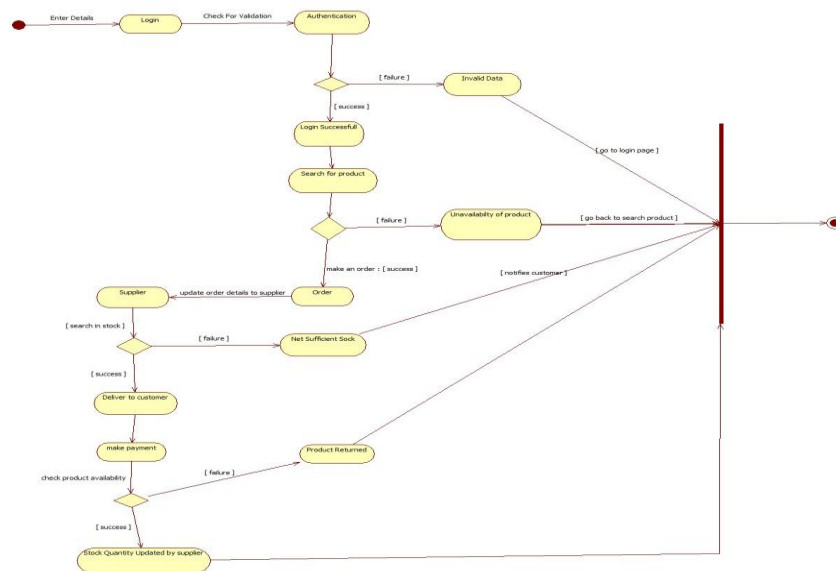 Enter Details
Login
Check For Validation
Authentication
[ failure ]
Invalid Data
[ success ]
Login Successfull
[ go to login page ]
Search for product
[ failure ]
Unavailabilty of product
[ go back to search product ]
make an order : [ success ]
[ notifies customer ]
Supplier
update order details to supplier
Order
[ search in stock ]
[ failure ]
Net Sufficient Sock
[ success ]
Deliver to customer
make payment
Product Returned
[ failure ]
check product availability
[ success ]
Stock Quantity Updated by supplier